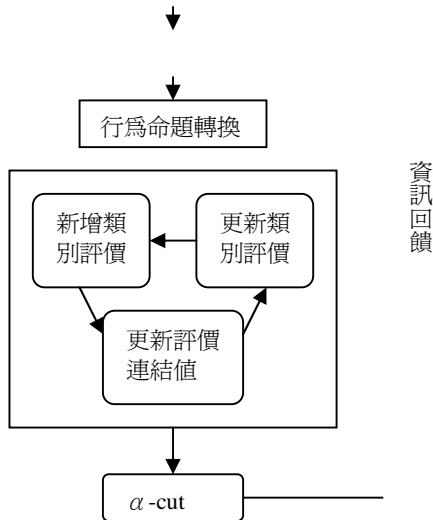 行為命題轉換
新增類
別評價
更新類
別評價
更新評價
連結值
α-cut
資訊回饋